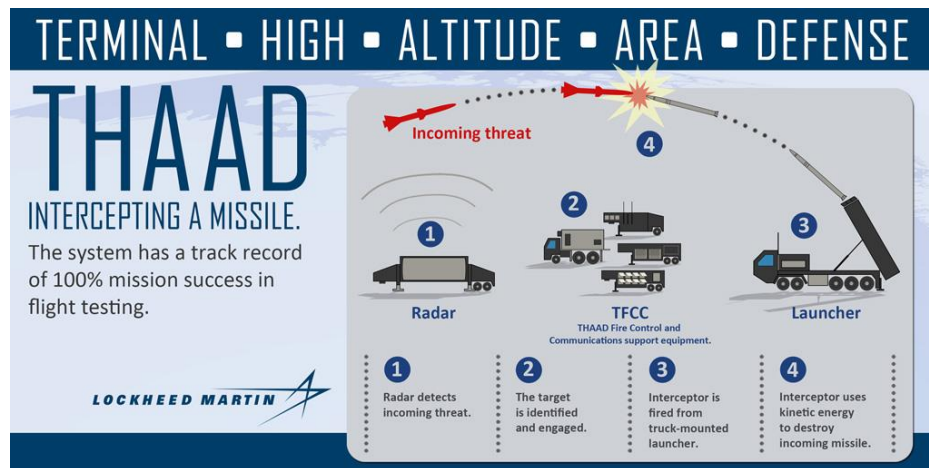 TERMINAL ▪ HIGH ▪ ALTITUDE ▪ AREA ▪ DEFENSE
THAAD
INTERCEPTING A MISSILE.
The system has a track record
of 100% mission success in
flight testing.
LOCKHEED MARTIN
Incoming threat
4
1
2
3
Radar
TFCC
THAAD Fire Control and
Communications support equipment.
Launcher
1
Radar detects
incoming threat.
2
The target
is identified
and engaged.
3
Interceptor is
fired from
truck-mounted
launcher.
4
Interceptor uses
kinetic energy
to destroy
incoming missile.